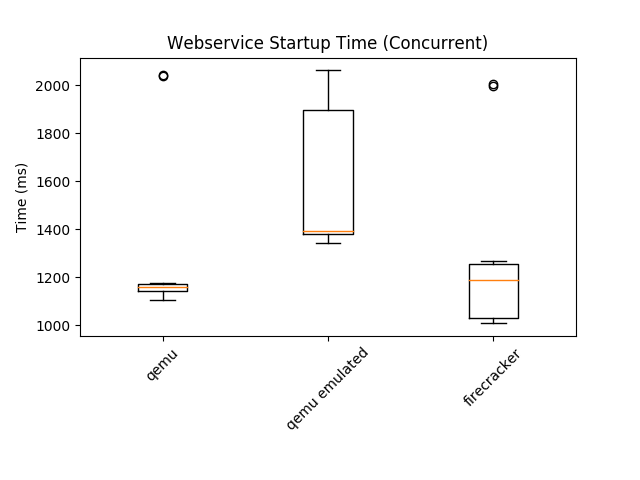 Webservice Startup Time (Concurrent)
Time (ms)
2000
1800
1600
1400
1200
1000
qemu
qemu emulated
firecracker